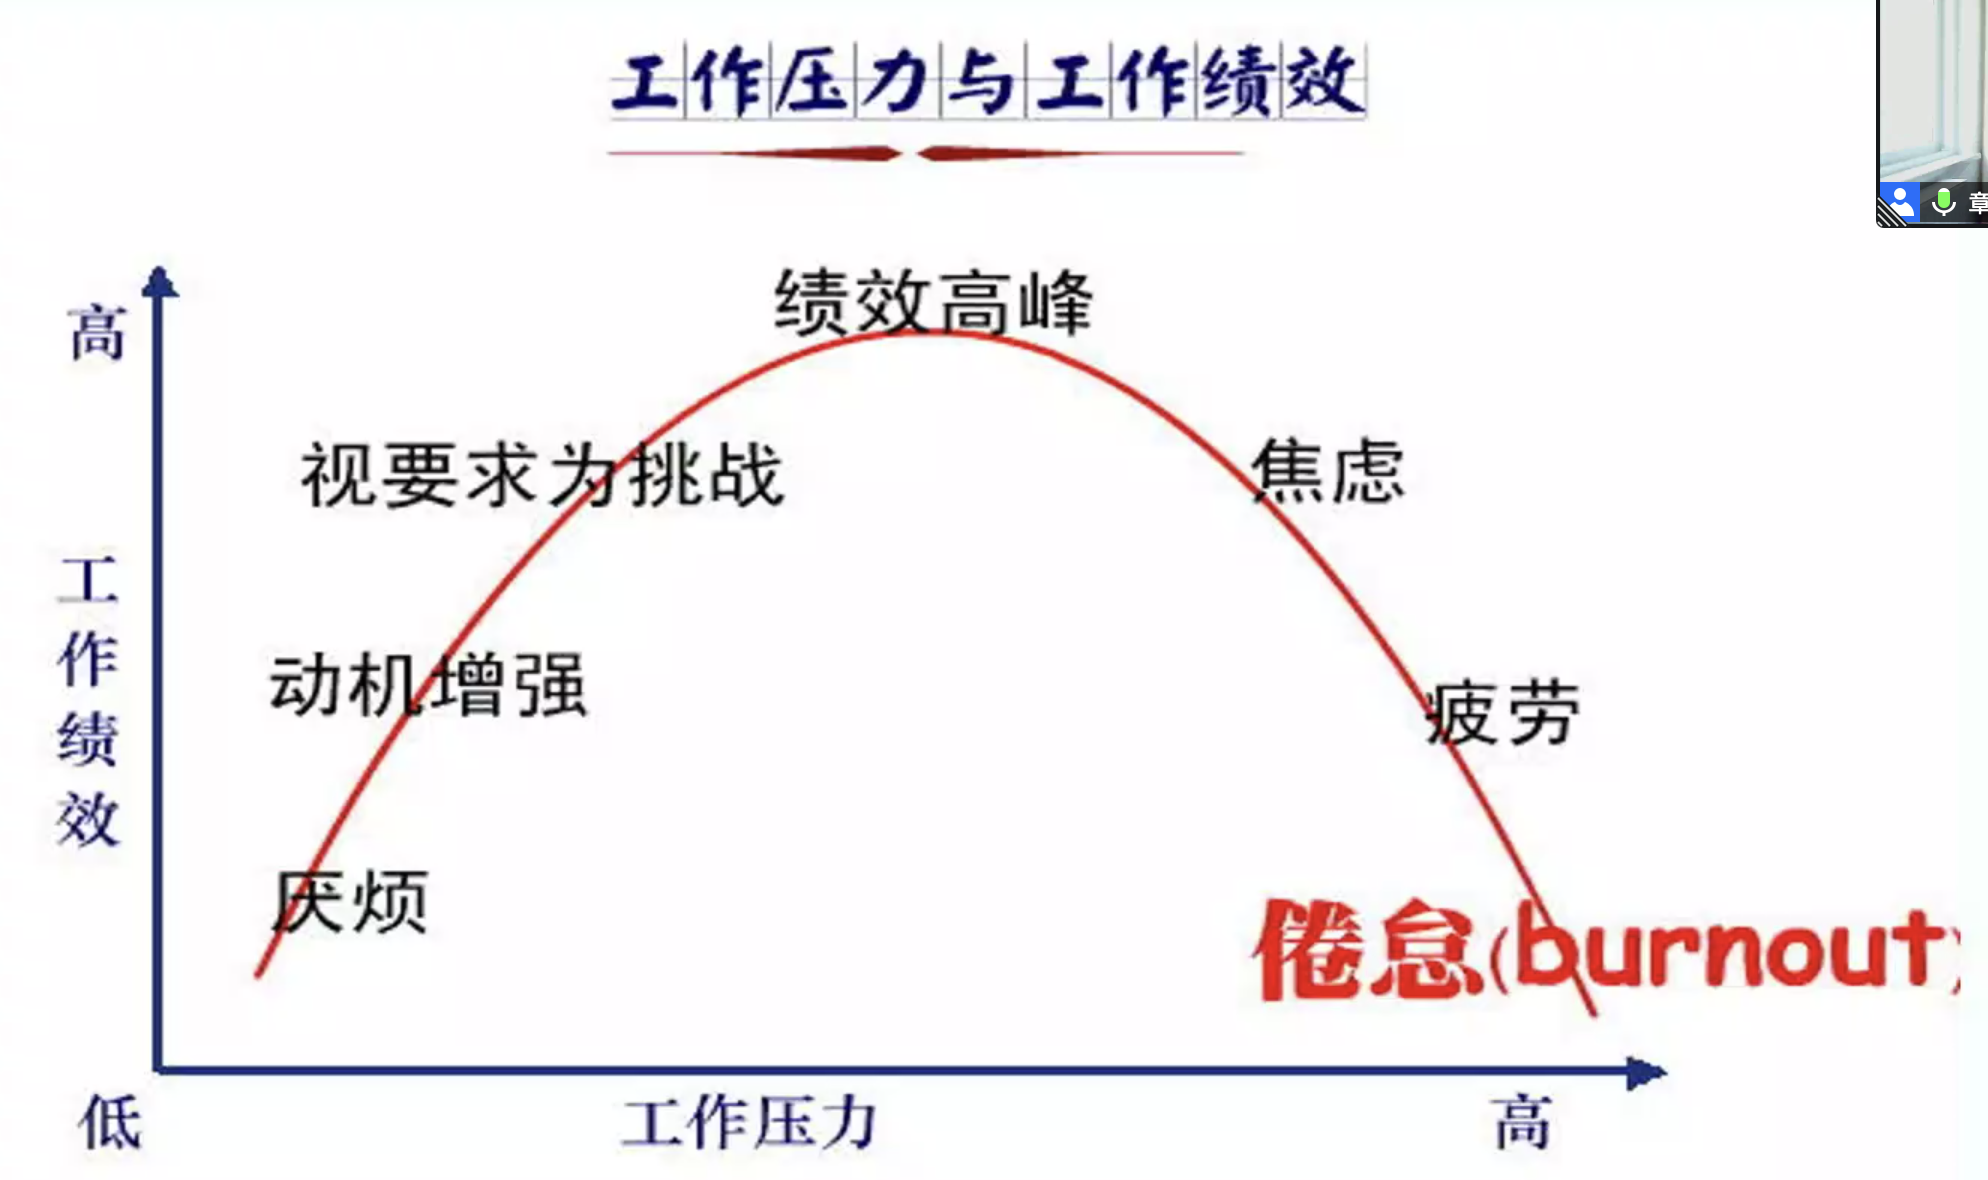 工作压力与工作绩效
章
高
绩效高峰
视要求为挑战
焦虑
工作绩效
动机增强
疲劳
厌烦
倦怠(burnout)
低
工作压力
高